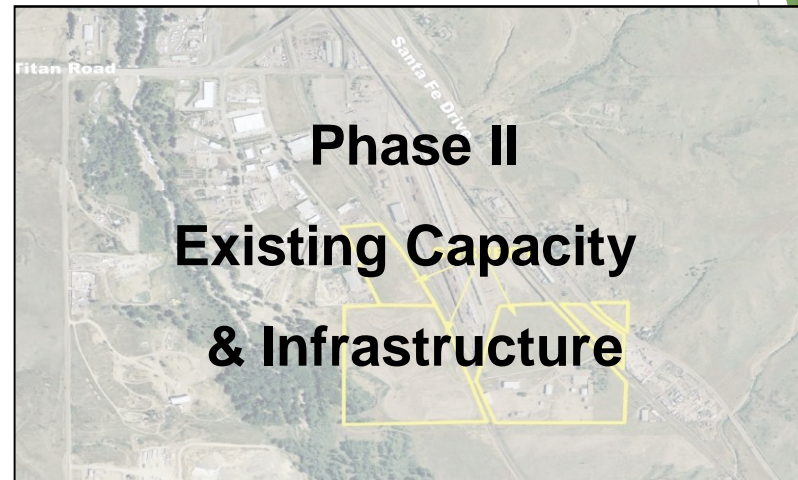 Titan Road
Santa Fe Drive
Phase II
Existing Capacity
& Infrastructure